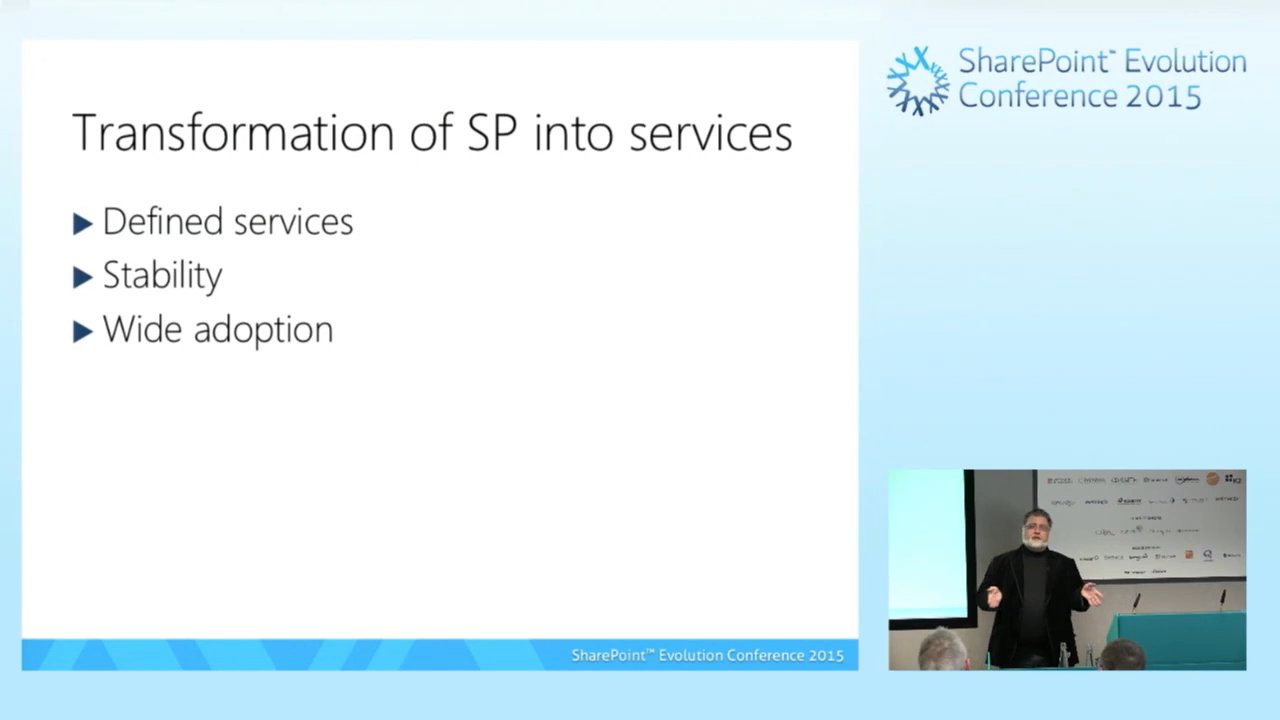 Transformation of SP into services
Defined services
Stability
Wide adoption
SharePoint™ Evolution Conference 2015
SharePoint™ Evolution
Conference 2015